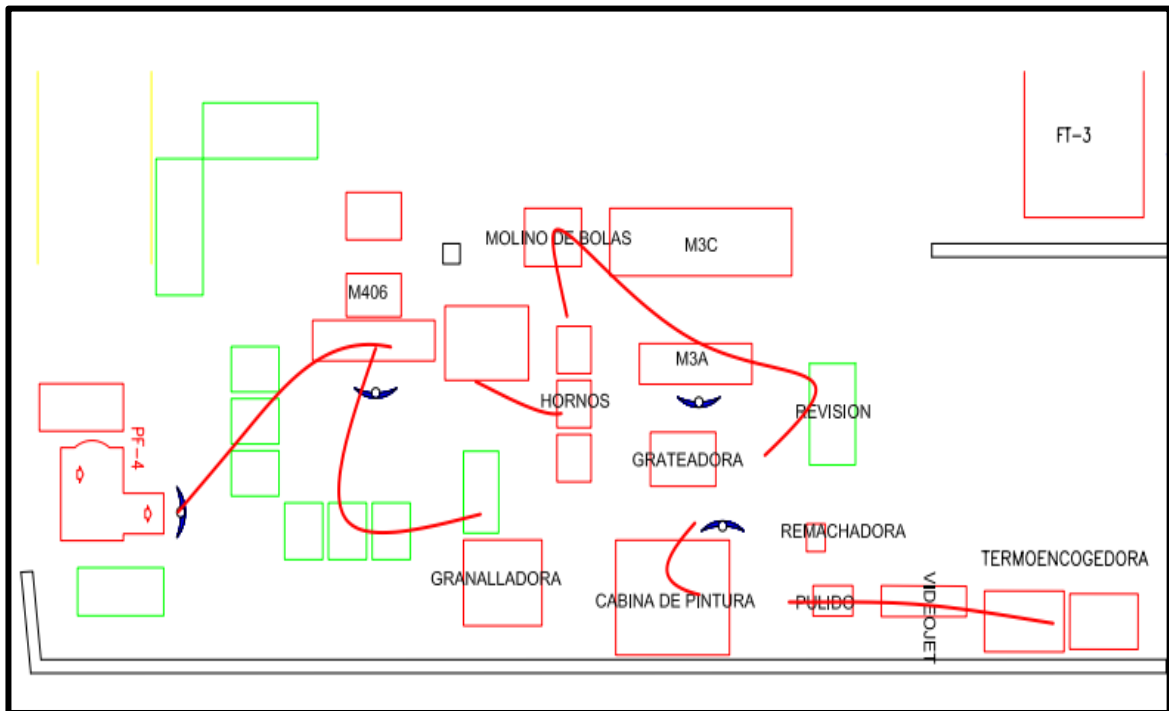 FT-3
MOLINO DE BOLAS
M3C
M406
M3A
HORNOS
REVISION
PF-4
GRATEADORA
REMACHADORA
TERMOENCOGEDORA
GRANALLADORA
CABINA DE PINTURA
PULIDO
VIDEOJET